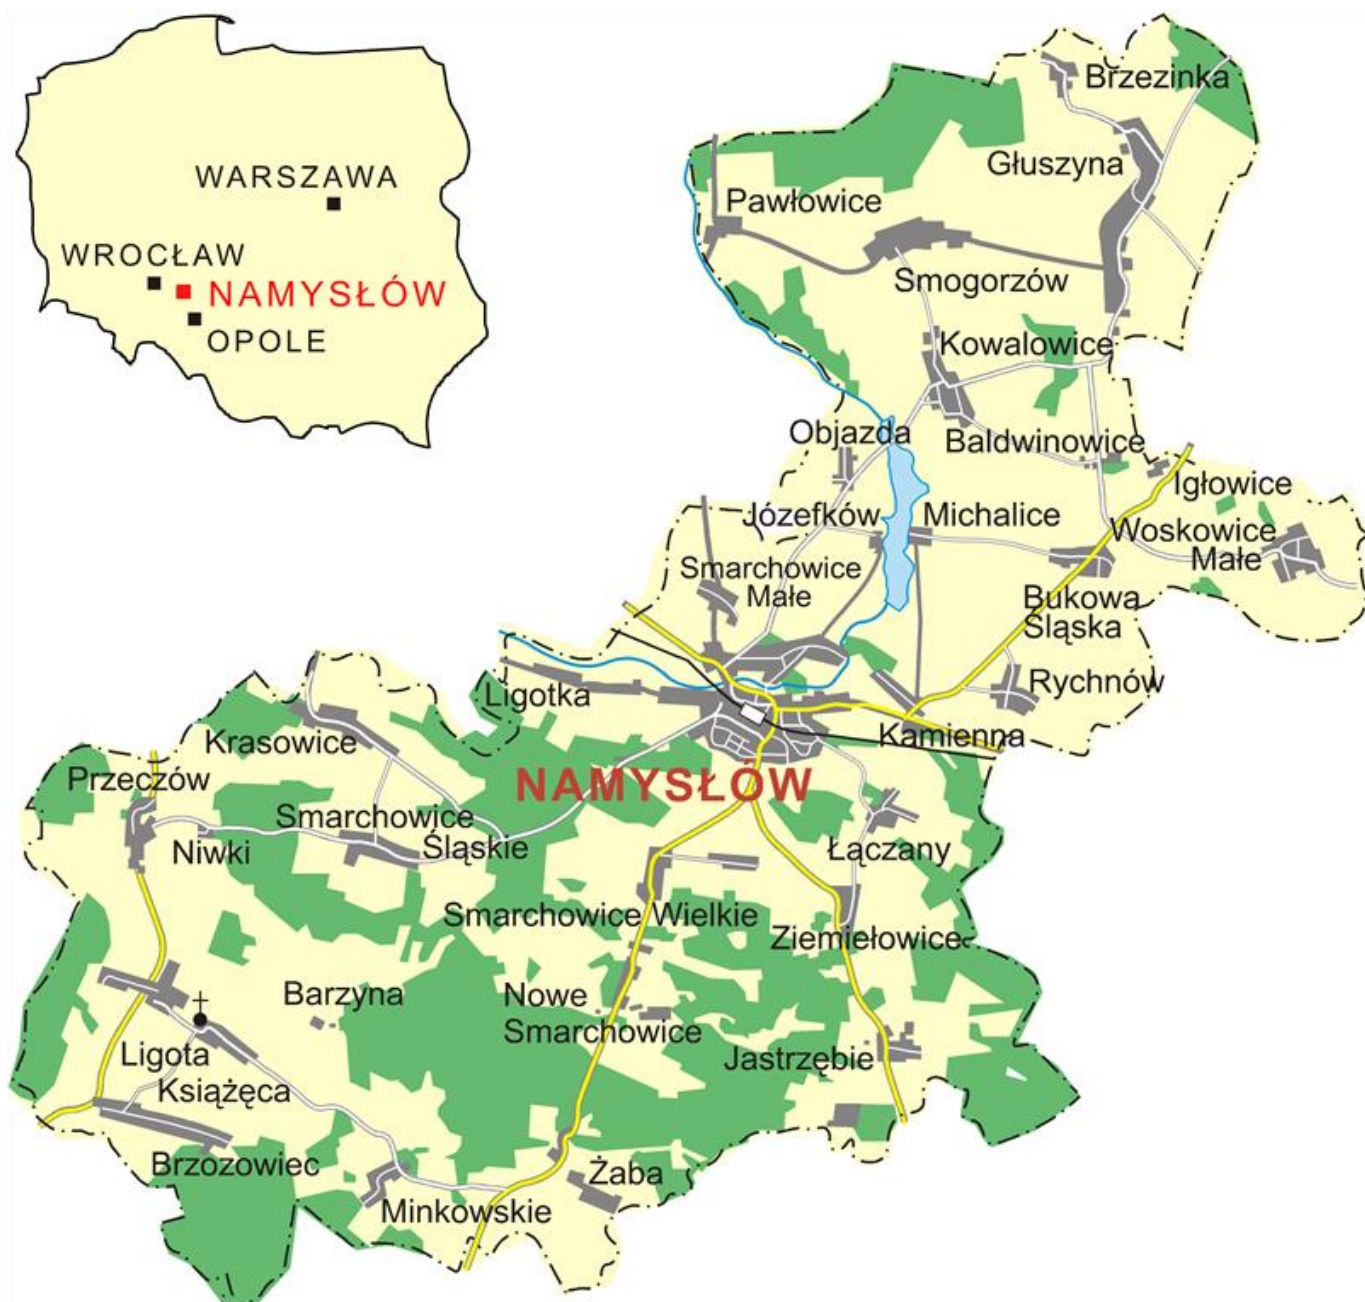 WARSZAWA
WROCŁAW
NAMYSŁÓW
OPOLE
Brzezinka
Głuszyna
Pawłowice
Smogorzów
Kowalowice
Objazda
Baldwinowice
Igłowice
Józefków
Michalice
Woskowice
Małe
Smarchowice
Małe
Bukowa
Śląska
Rychnów
Ligotka
Kamienna
Krasowice
Przeczów
NAMYSŁÓW
Smarchowice
Śląskie
Niwki
Łączany
Smarchowice Wielkie
Ziemiełowice
Barzyna
Nowe
Smarchowice
Jastrzębie
Ligota
Książęca
Brzozowiec
Żaba
Minkowskie